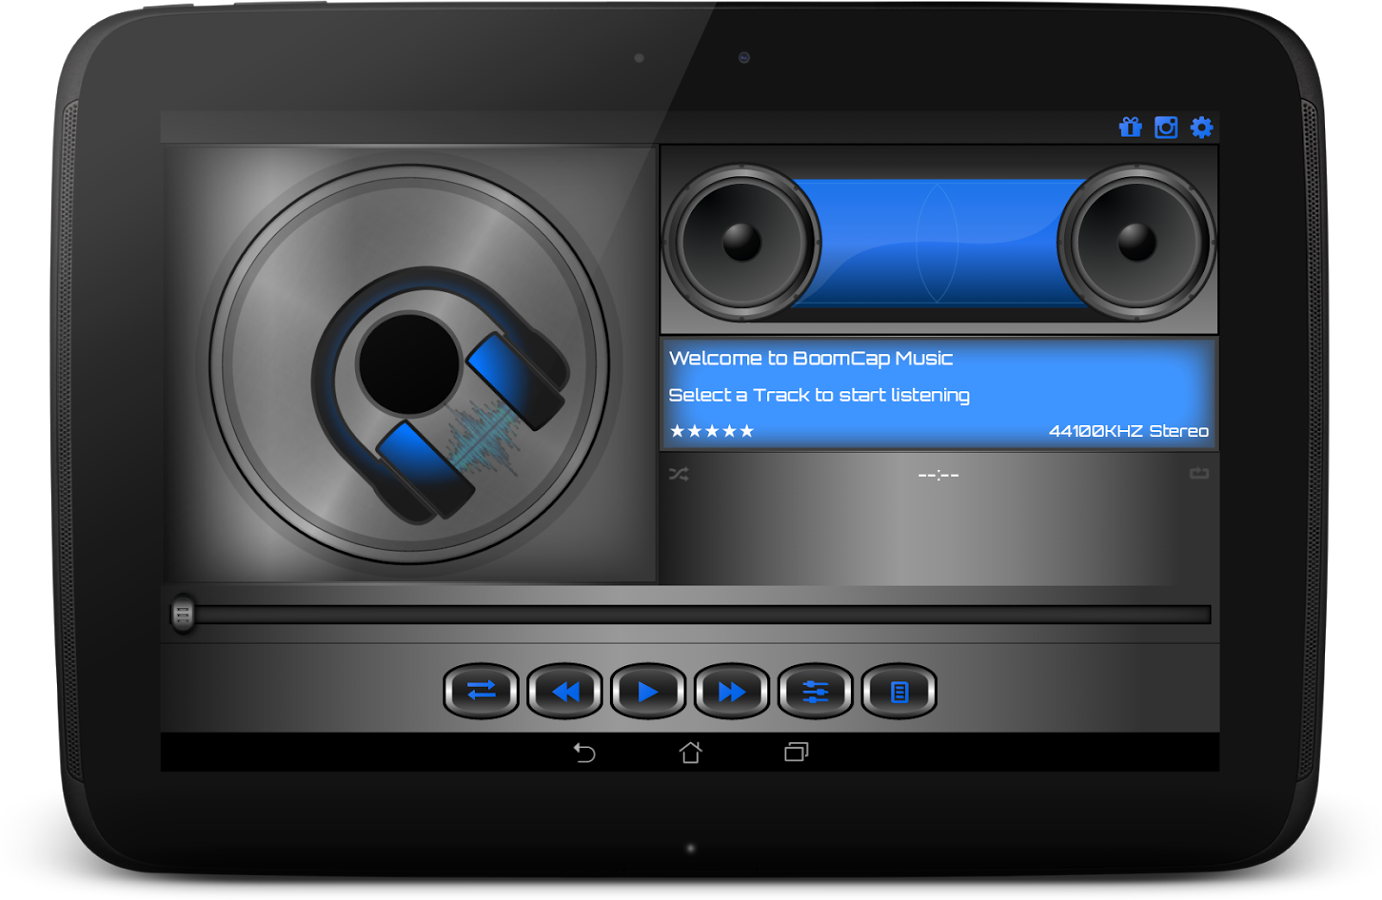 Welcome to BoomCap Music
Select a Track to start listening
★★★★★ 44100KHZ Stereo
--:--